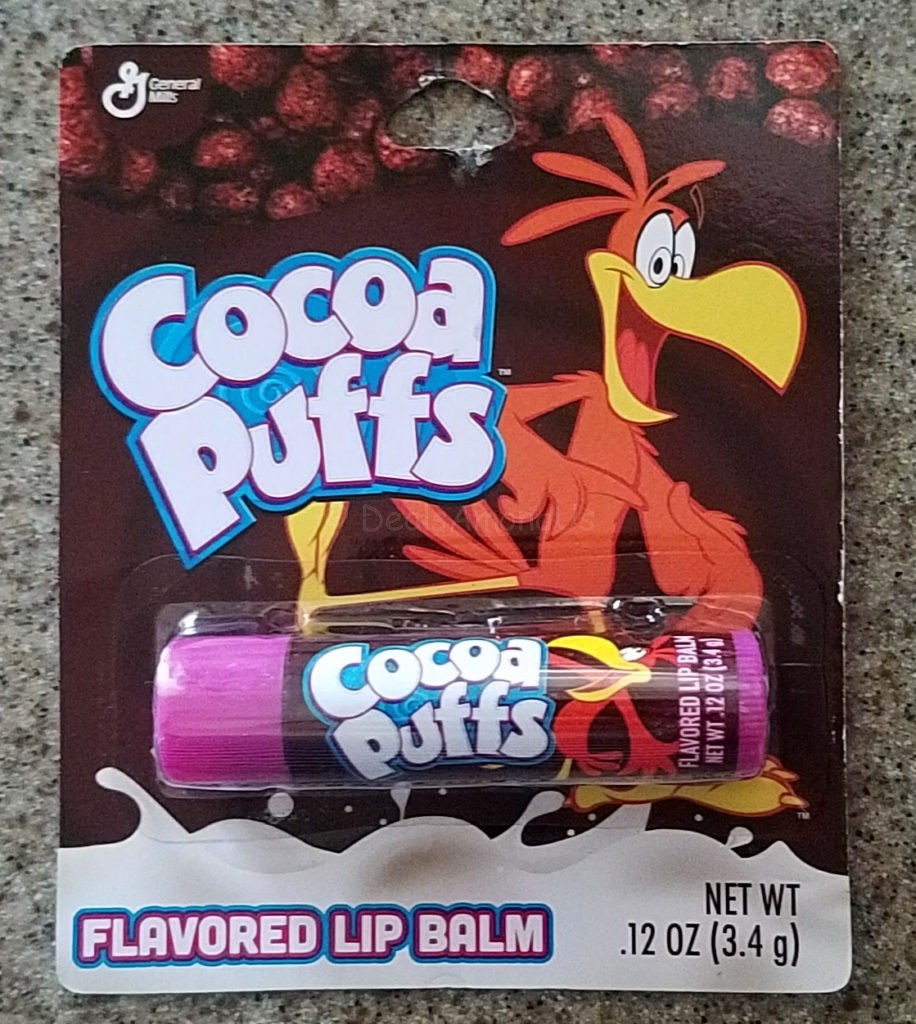 General
Mills
Cocoa
Puffs
™
Cocoa
Puffs
FLAVORED LIP BALM
NET WT .12 OZ (3.4 g)
™
FLAVORED LIP BALM
NET WT
.12 OZ (3.4 g)